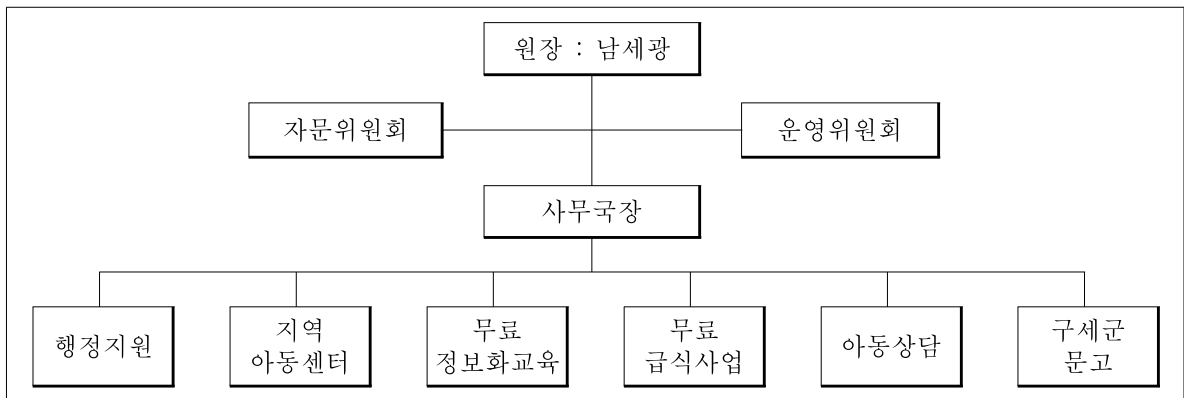 원장 : 남세광
자문위원회
운영위원회
사무국장
행정지원
지역
아동센터
무료
정보화교육
무료
급식사업
아동상담
구세군
문고